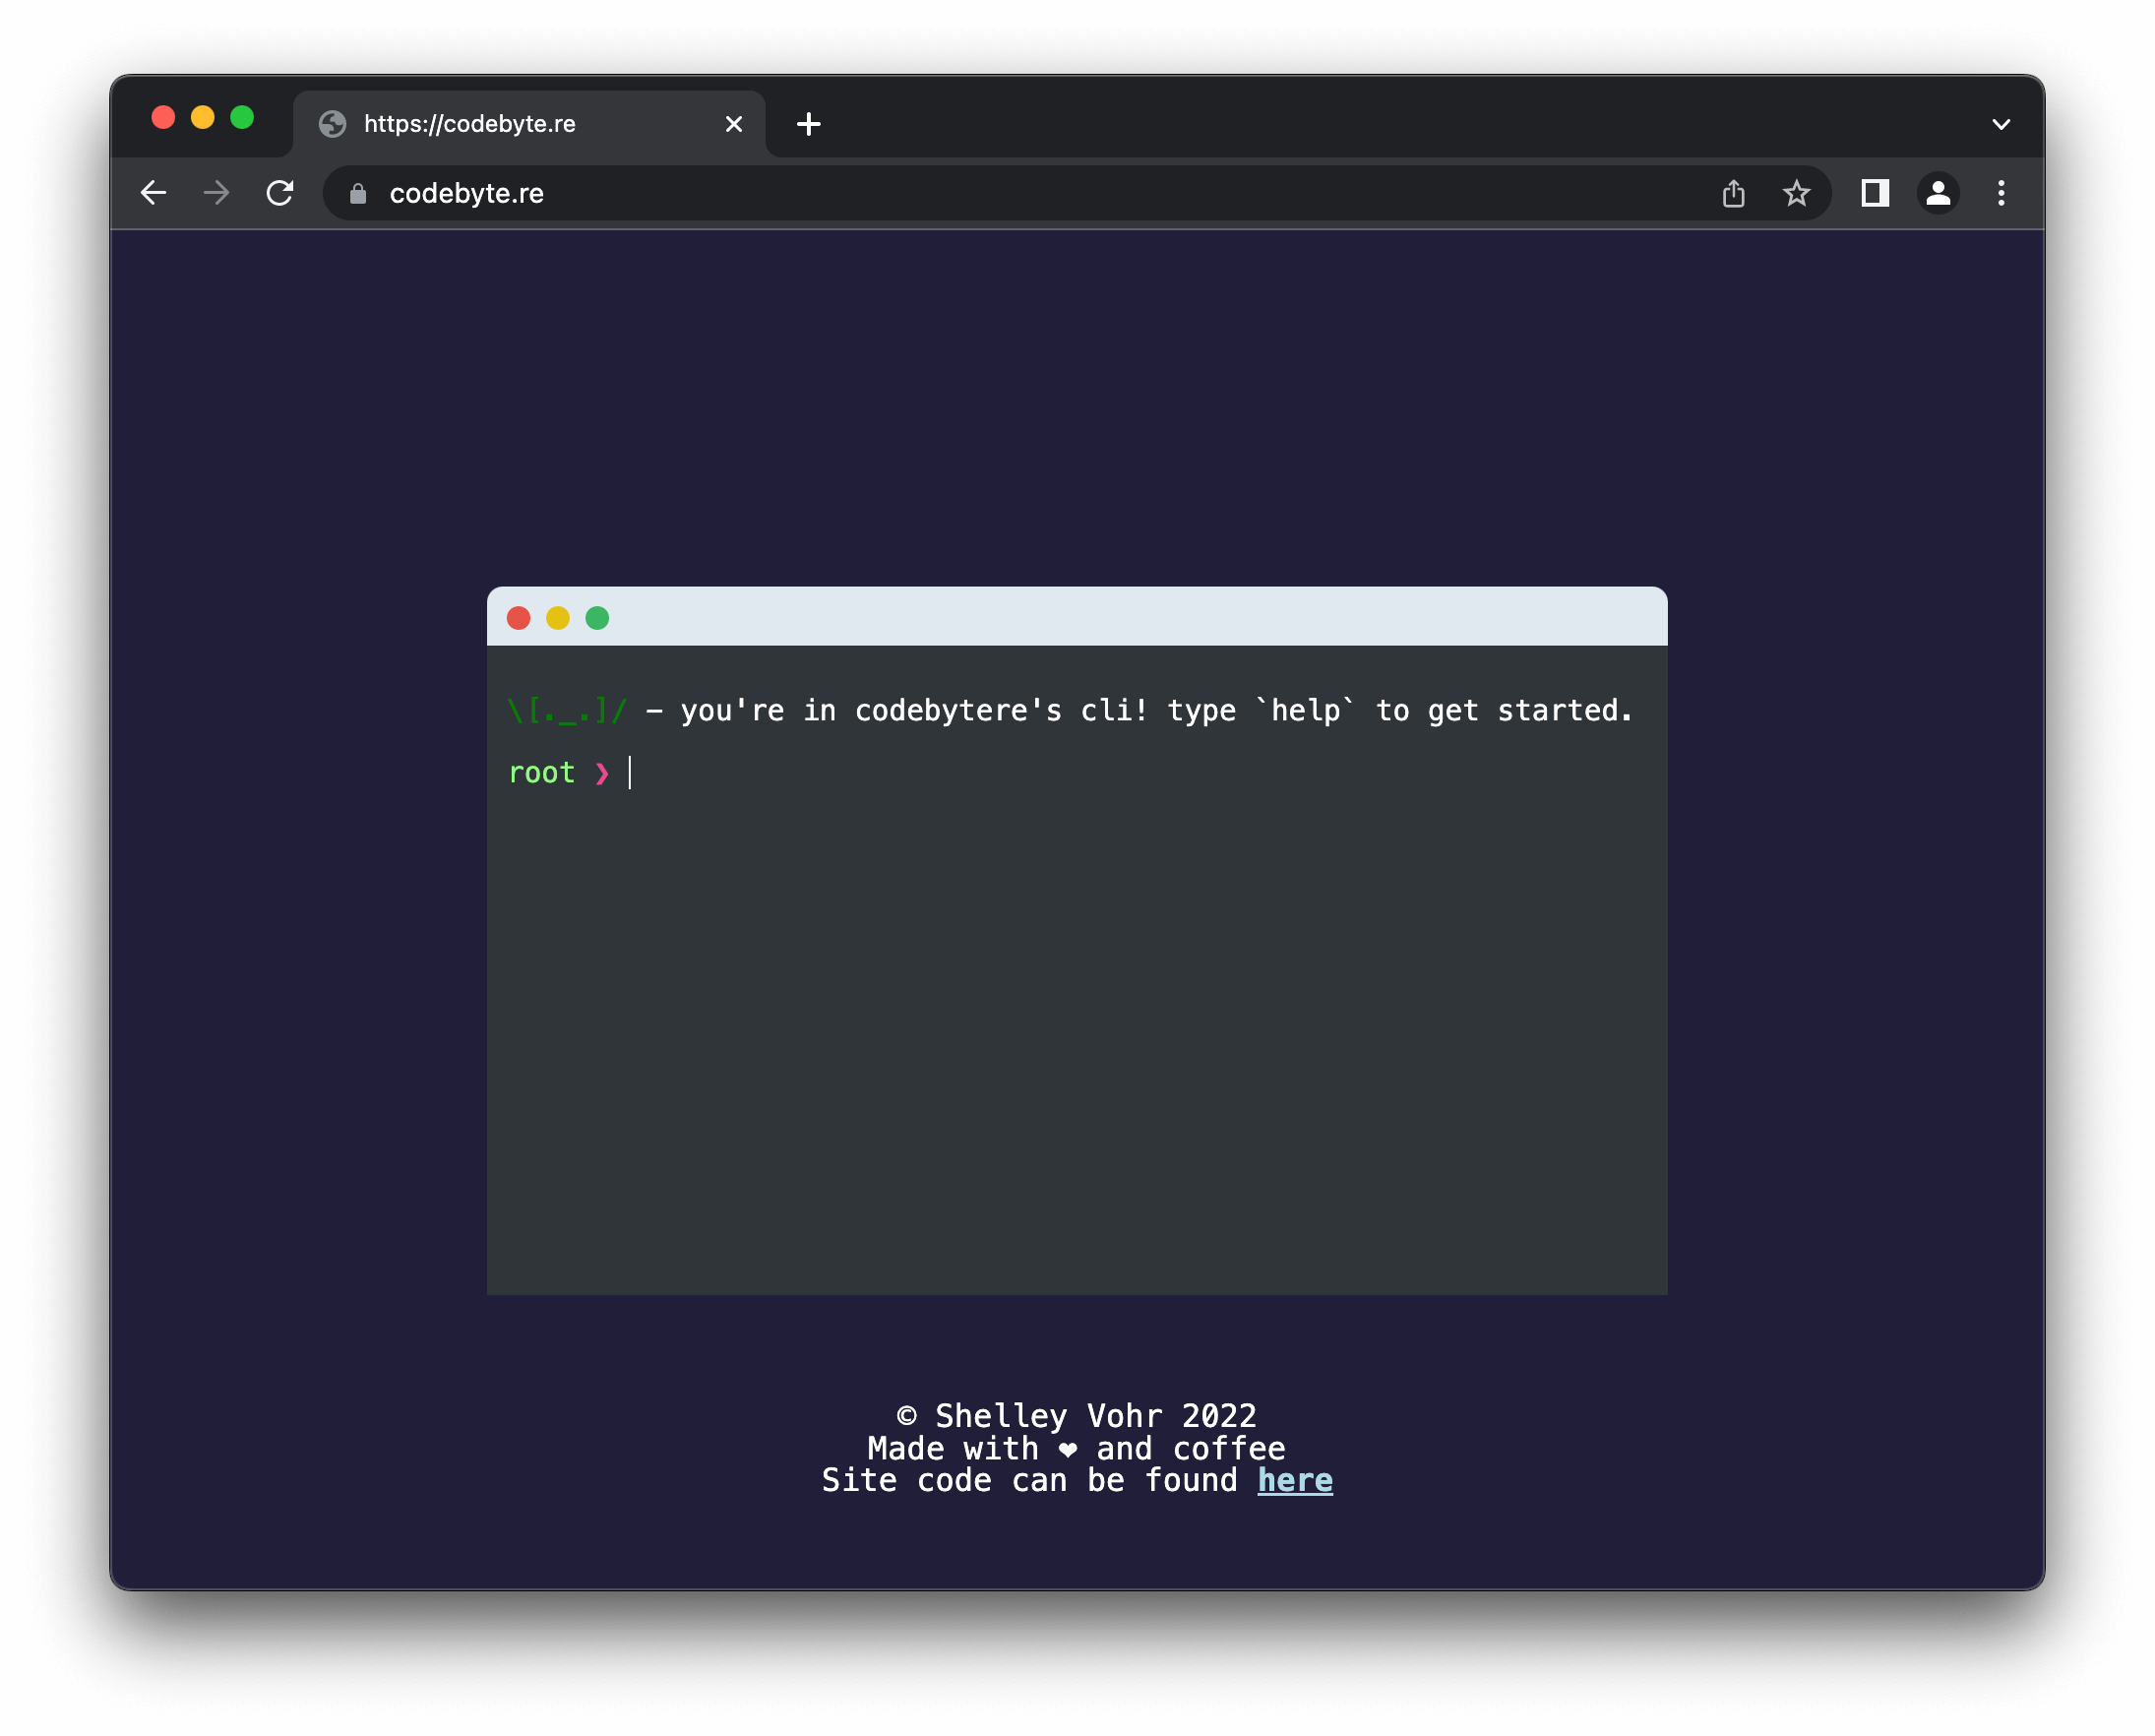 https://codebyte.re
codebyte.re
\[._.]/ – you're in codebytere's cli! type `help` to get started.
root ❯
© Shelley Vohr 2022
Made with ❤ and coffee
Site code can be found here